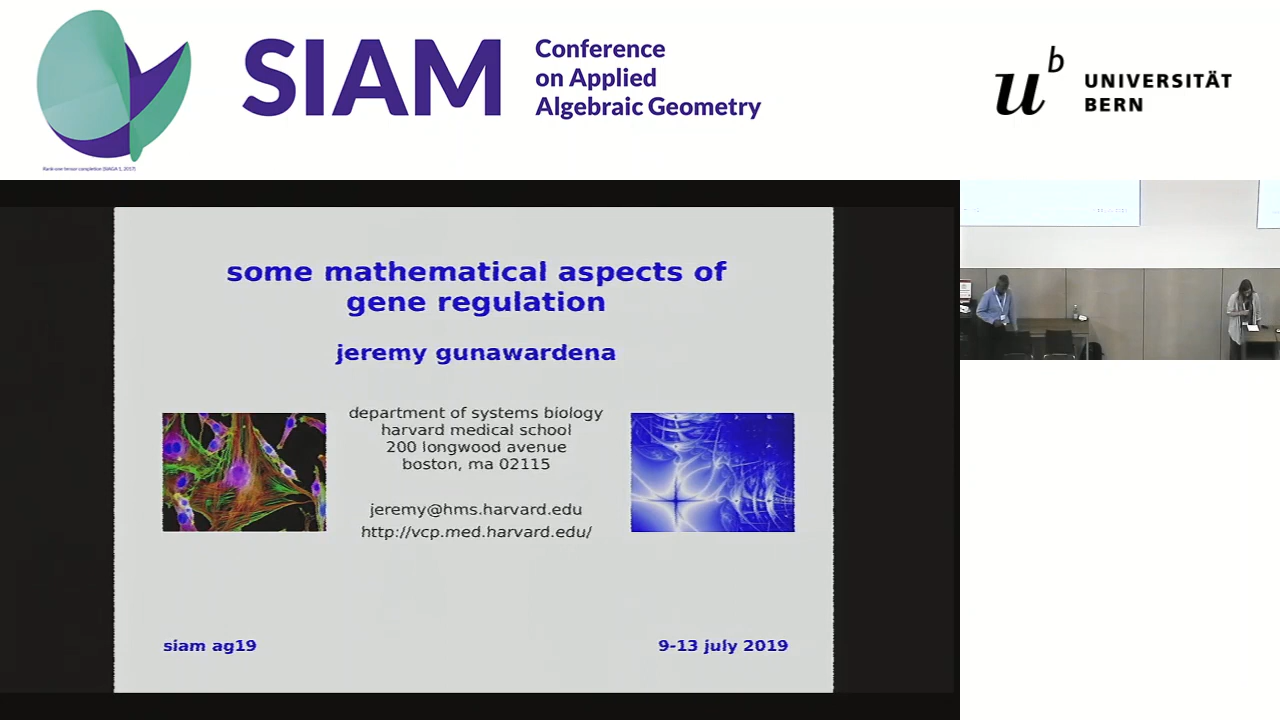 SIAM
Conference
on Applied
Algebraic Geometry
u^b
UNIVERSITÄT
BERN
some mathematical aspects of
gene regulation
jeremy gunawardena
department of systems biology
harvard medical school
200 longwood avenue
boston, ma 02115
jeremy@hms.harvard.edu
http://vcp.med.harvard.edu/
siam ag19
9-13 july 2019